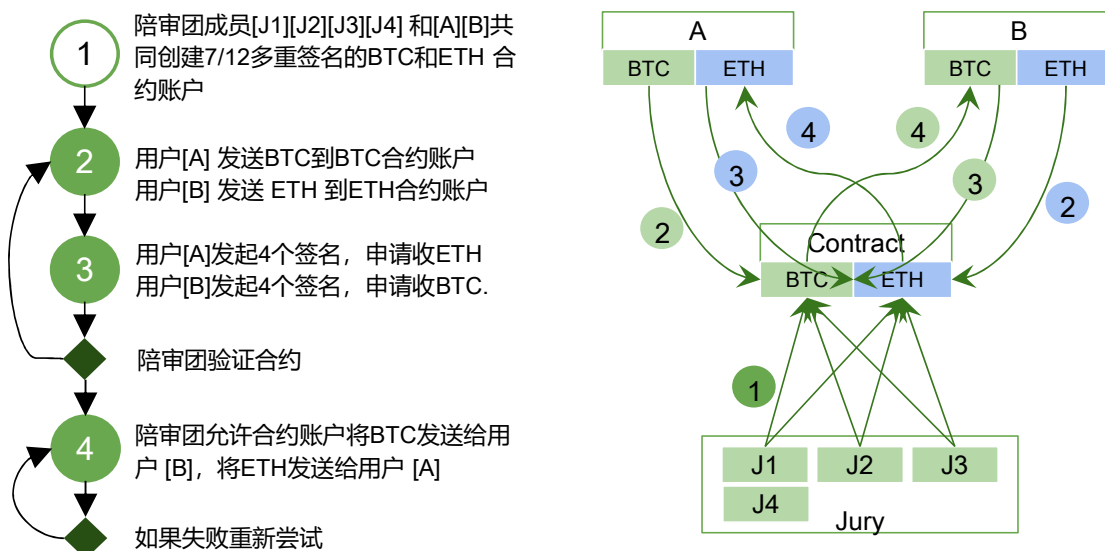 1
陪审团成员[J1][J2][J3][J4] 和[A][B]共
同创建7/12多重签名的BTC和ETH 合
约账户
2
用户[A] 发送BTC到BTC合约账户
用户[B] 发送 ETH 到ETH合约账户
3
用户[A]发起4个签名，申请收ETH
用户[B]发起4个签名，申请收BTC.
陪审团验证合约
4
陪审团允许合约账户将BTC发送给用
户 [B]，将ETH发送给用户 [A]
如果失败重新尝试
A
BTC ETH
B
BTC ETH
4
4
3
3
2
2
Contract
BTC ETH
1
J1 J2 J3
J4
Jury